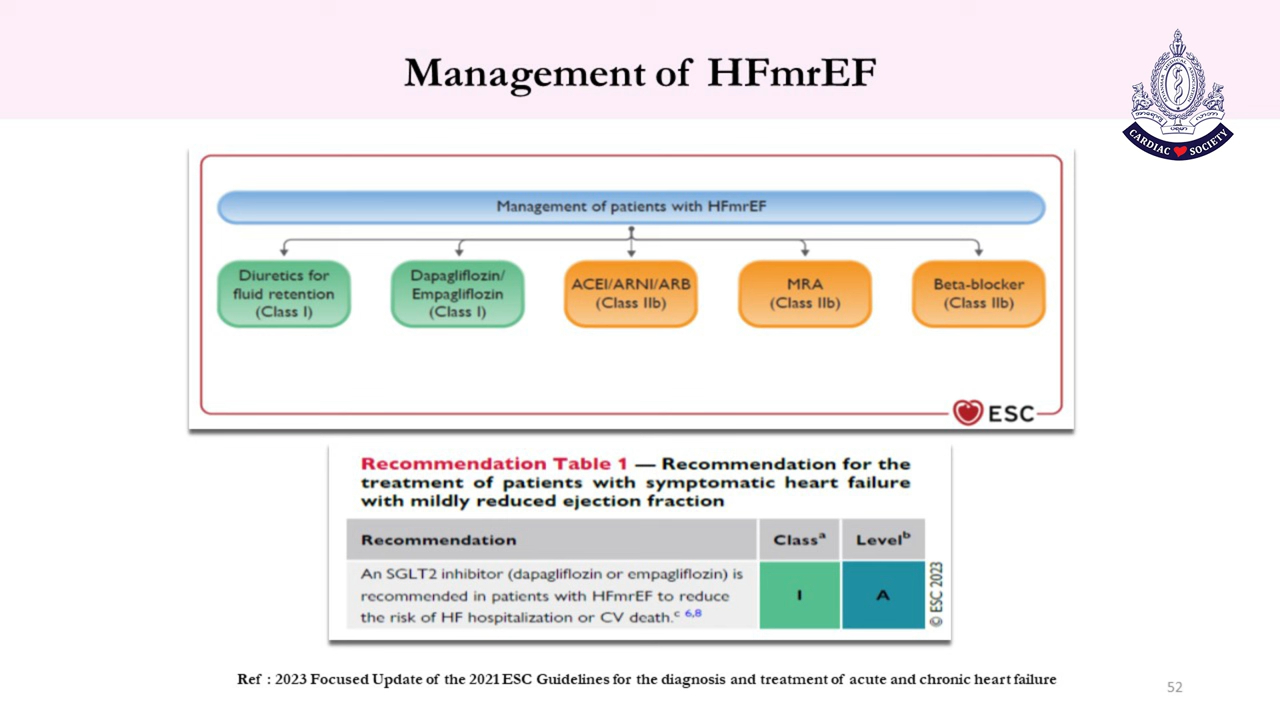 Management of HFmrEF
CARDIAC SOCIETY
Management of patients with HFmrEF
Diuretics for
fluid retention
(Class I)
Dapagliflozin/
Empagliflozin
(Class I)
ACEI/ARNI/ARB
(Class IIb)
MRA
(Class IIb)
Beta-blocker
(Class IIb)
ESC
Recommendation Table 1 — Recommendation for the
treatment of patients with symptomatic heart failure
with mildly reduced ejection fraction
Recommendation Classᵃ Levelᵇ
An SGLT2 inhibitor (dapagliflozin or empagliflozin) is
recommended in patients with HFmrEF to reduce
the risk of HF hospitalization or CV death.ᶜ 6,8
I A
© ESC 2023
Ref : 2023 Focused Update of the 2021 ESC Guidelines for the diagnosis and treatment of acute and chronic heart failure
52